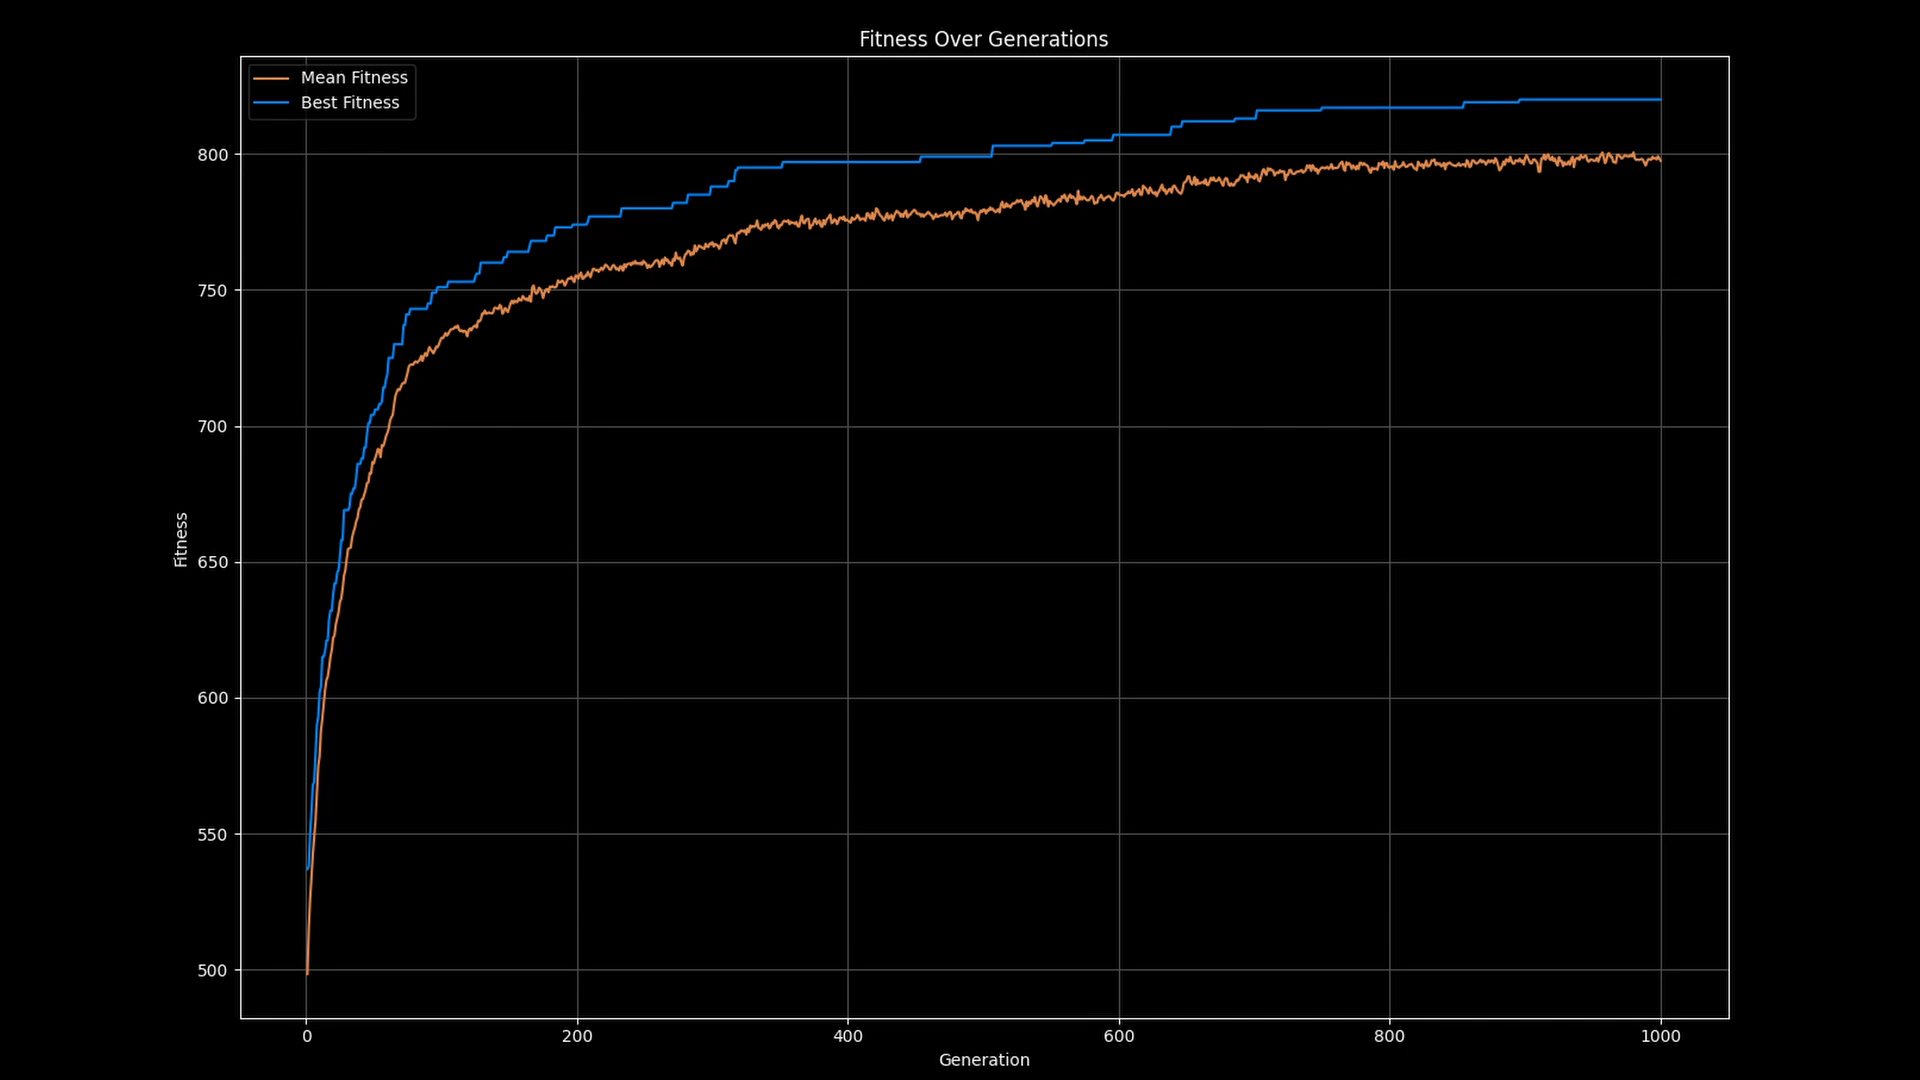 Fitness Over Generations
Mean Fitness
Best Fitness
800
750
700
650
600
550
500
Fitness
0 200 400 600 800 1000
Generation